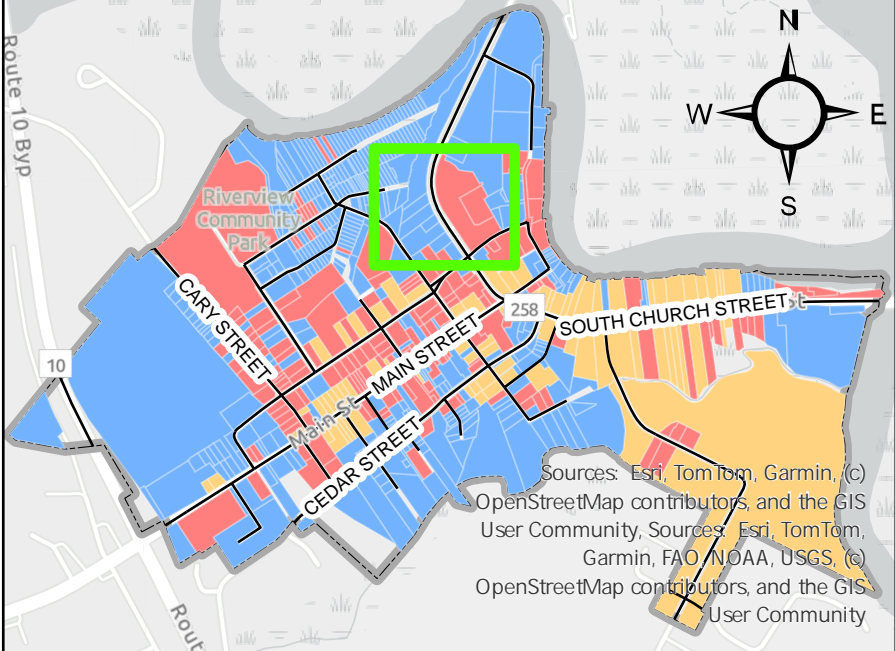 N
W
E
S
Route 10 Byp
Riverview
Community
Park
CARY STREET
258
SOUTH CHURCH STREET
St
MAIN STREET
10
Main St
CEDAR STREET
Sources: Esri, TomTom, Garmin, (c)
OpenStreetMap contributors, and the GIS
User Community, Sources: Esri, TomTom,
Garmin, FAO, NOAA, USGS, (c)
OpenStreetMap contributors, and the GIS
User Community
Rout